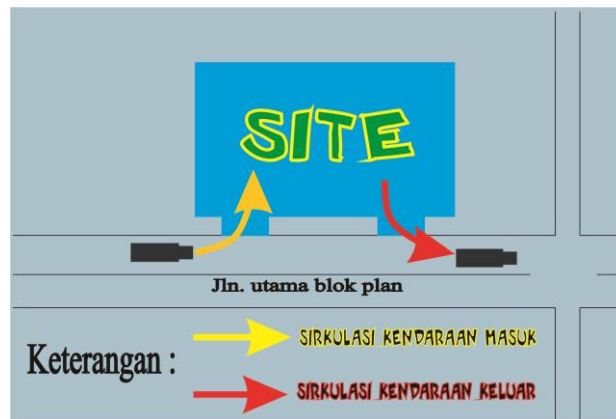 SITE
Jln. utama blok plan
Keterangan :
SIRKULASI KENDARAAN MASUK
SIRKULASI KENDARAAN KELUAR